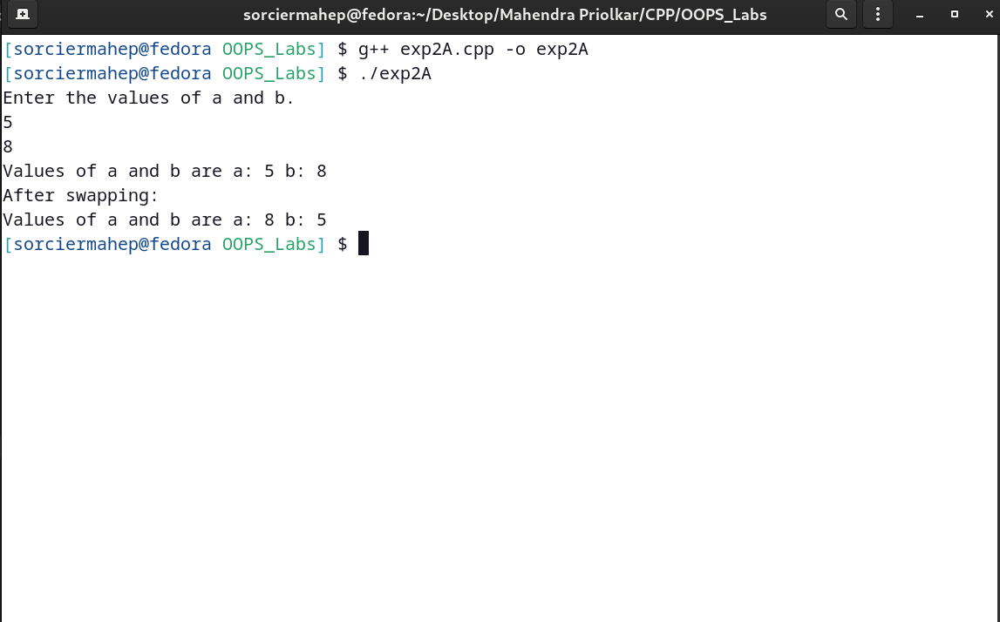 sorciermahep@fedora:~/Desktop/Mahendra Priolkar/CPP/OOPS_Labs
[sorciermahep@fedora OOPS_Labs] $ g++ exp2A.cpp -o exp2A
[sorciermahep@fedora OOPS_Labs] $ ./exp2A
Enter the values of a and b.
5
8
Values of a and b are a: 5 b: 8
After swapping:
Values of a and b are a: 8 b: 5
[sorciermahep@fedora OOPS_Labs] $